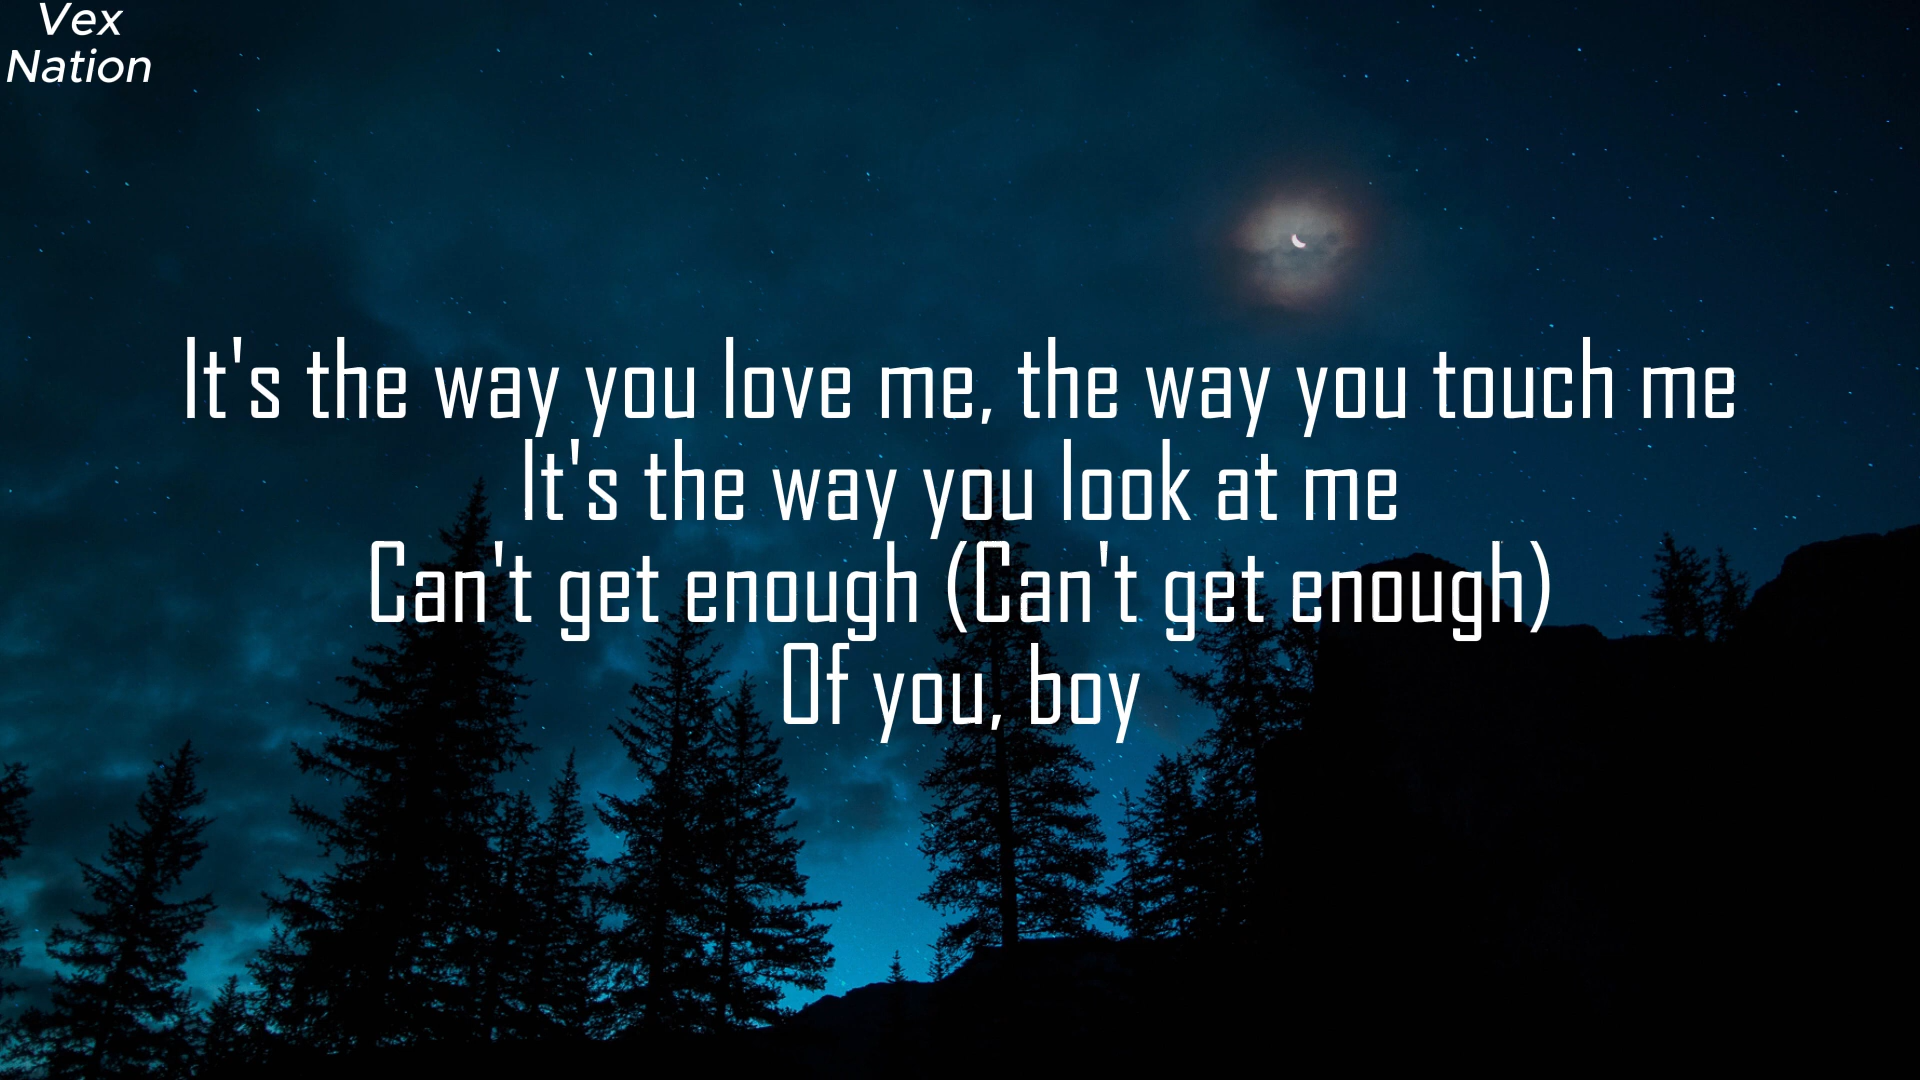 Vex
Nation
It's the way you love me, the way you touch me
It's the way you look at me
Can't get enough (Can't get enough)
Of you, boy